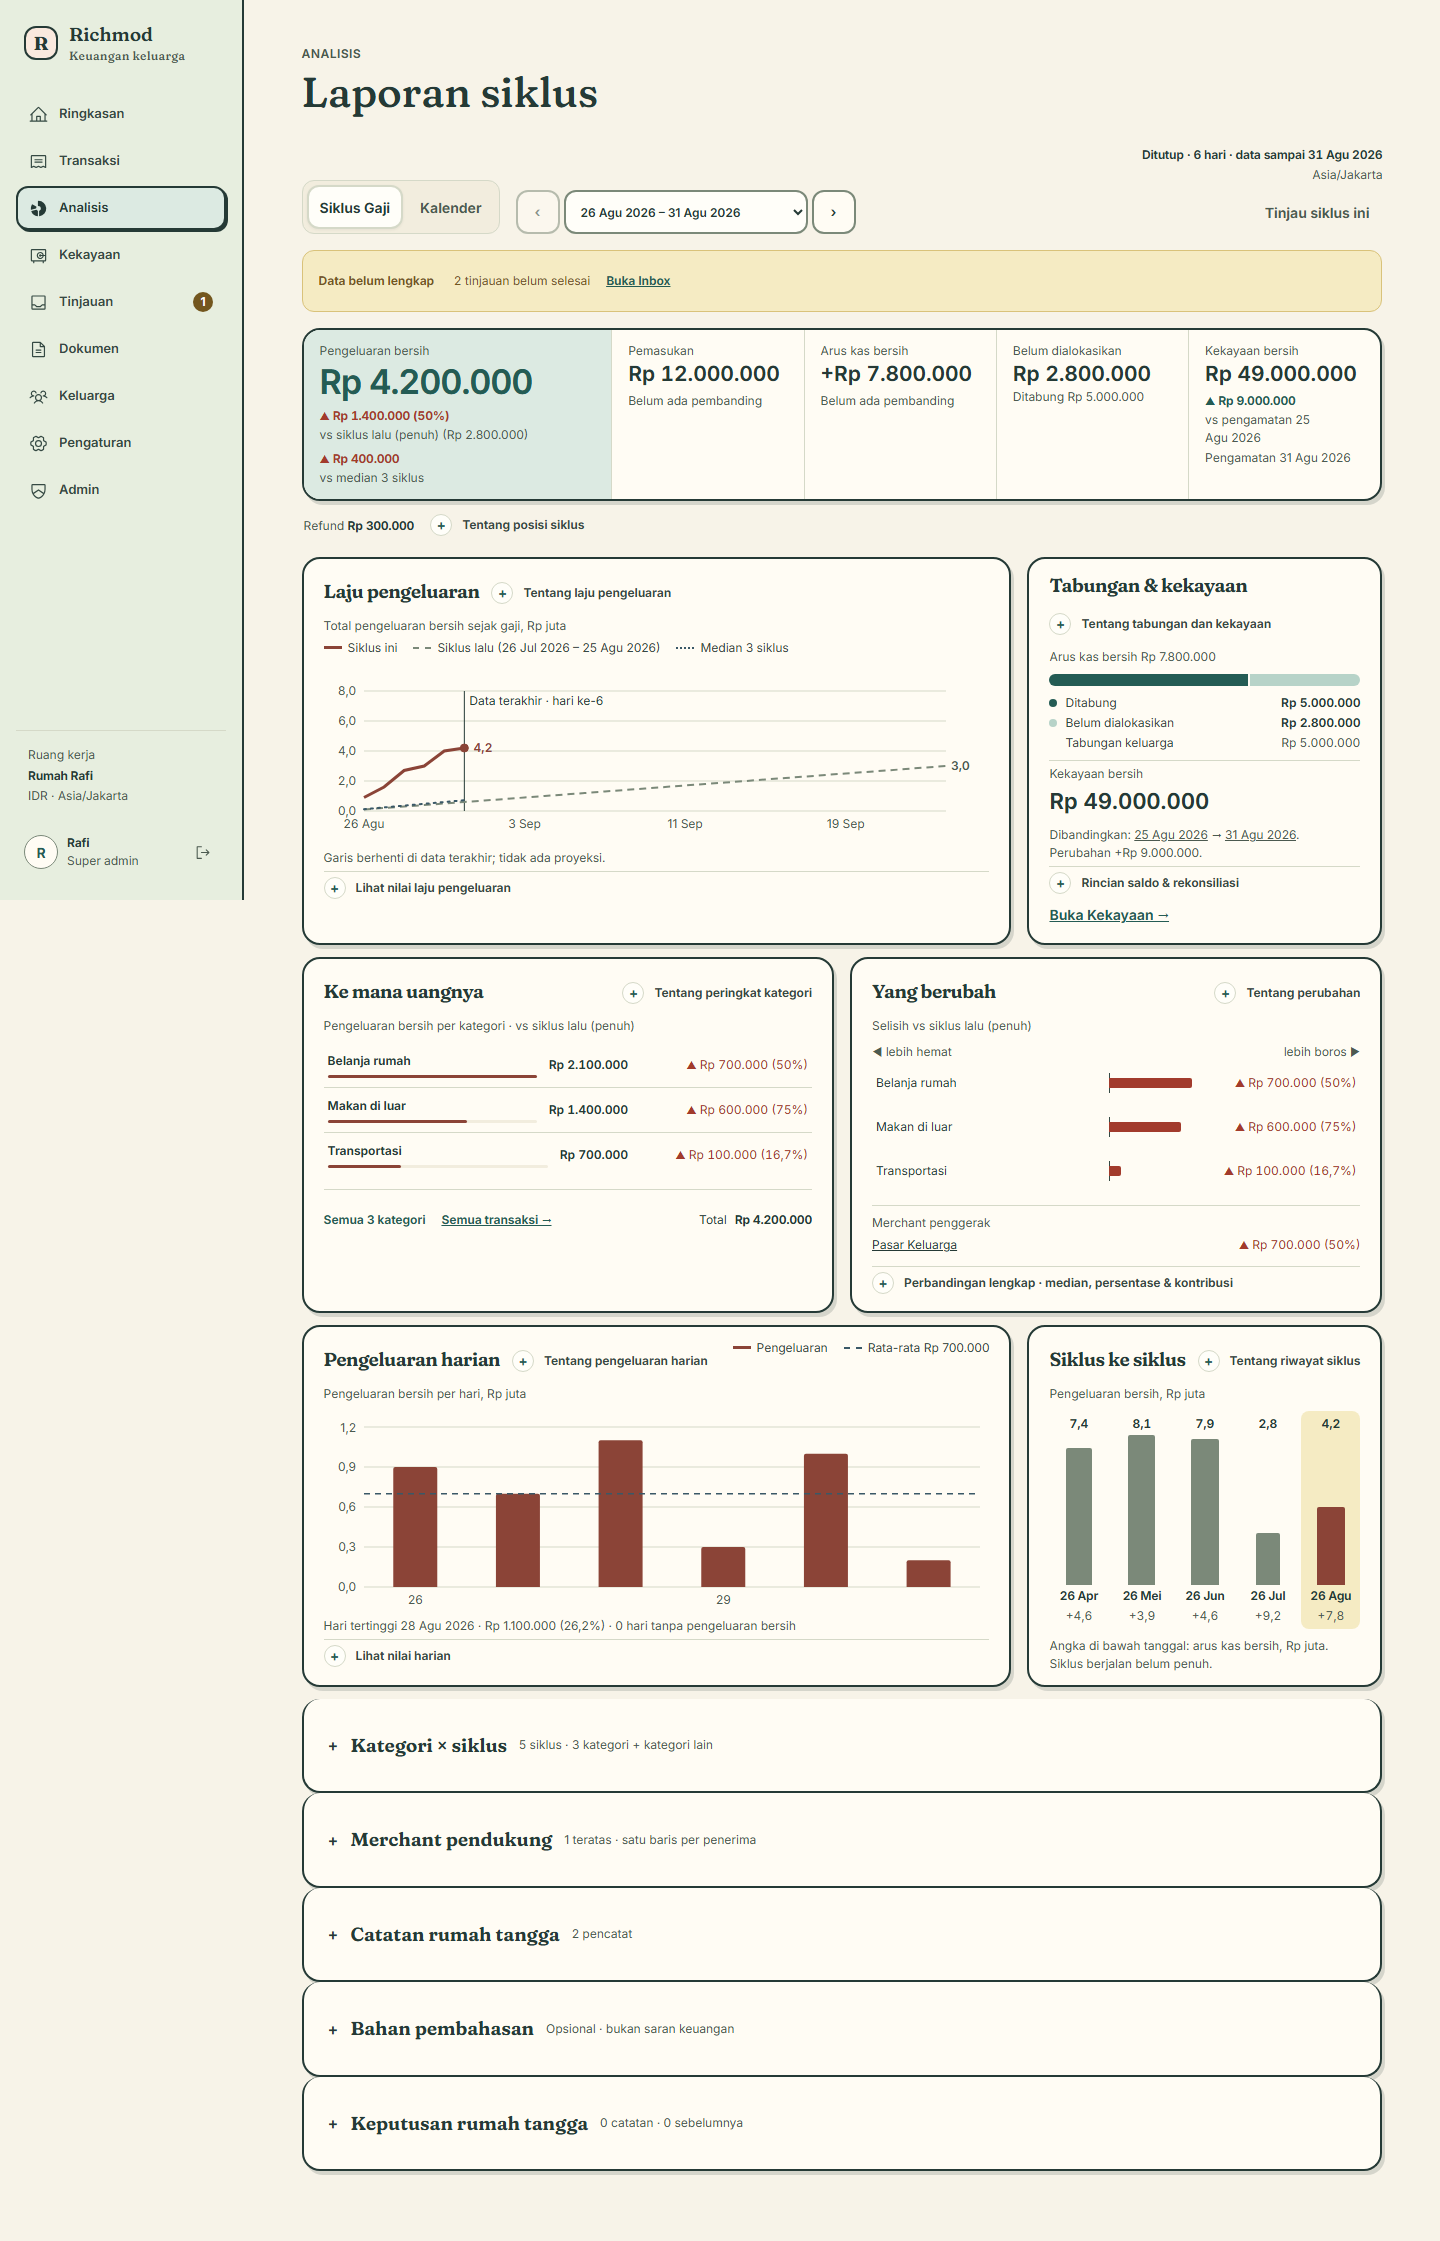 R
Richmod
Keuangan keluarga
Ringkasan
Transaksi
Analisis
Kekayaan
Tinjauan 1
Dokumen
Keluarga
Pengaturan
Admin
Ruang kerja
Rumah Rafi
IDR · Asia/Jakarta
R
Rafi
Super admin
ANALISIS
Laporan siklus
Ditutup · 6 hari · data sampai 31 Agu 2026
Asia/Jakarta
Siklus Gaji Kalender ‹ 26 Agu 2026 – 31 Agu 2026 › Tinjau siklus ini
Data belum lengkap 2 tinjauan belum selesai Buka Inbox
Pengeluaran bersih
Rp 4.200.000
▲ Rp 1.400.000 (50%)
vs siklus lalu (penuh) (Rp 2.800.000)
▲ Rp 400.000
vs median 3 siklus
Pemasukan
Rp 12.000.000
Belum ada pembanding
Arus kas bersih
+Rp 7.800.000
Belum ada pembanding
Belum dialokasikan
Rp 2.800.000
Ditabung Rp 5.000.000
Kekayaan bersih
Rp 49.000.000
▲ Rp 9.000.000
vs pengamatan 25
Agu 2026
Pengamatan 31 Agu 2026
Refund Rp 300.000 + Tentang posisi siklus
Laju pengeluaran + Tentang laju pengeluaran
Total pengeluaran bersih sejak gaji, Rp juta
Siklus ini Siklus lalu (26 Jul 2026 – 25 Agu 2026) Median 3 siklus
8,0
Data terakhir · hari ke-6
6,0
4,0
4,2
2,0
3,0
0,0
26 Agu 3 Sep 11 Sep 19 Sep
Garis berhenti di data terakhir; tidak ada proyeksi.
+ Lihat nilai laju pengeluaran
Tabungan & kekayaan
+ Tentang tabungan dan kekayaan
Arus kas bersih Rp 7.800.000
Ditabung Rp 5.000.000
Belum dialokasikan Rp 2.800.000
Tabungan keluarga Rp 5.000.000
Kekayaan bersih
Rp 49.000.000
Dibandingkan: 25 Agu 2026 → 31 Agu 2026.
Perubahan +Rp 9.000.000.
+ Rincian saldo & rekonsiliasi
Buka Kekayaan →
Ke mana uangnya + Tentang peringkat kategori
Pengeluaran bersih per kategori · vs siklus lalu (penuh)
Belanja rumah Rp 2.100.000 ▲ Rp 700.000 (50%)
Makan di luar Rp 1.400.000 ▲ Rp 600.000 (75%)
Transportasi Rp 700.000 ▲ Rp 100.000 (16,7%)
Semua 3 kategori Semua transaksi → Total Rp 4.200.000
Yang berubah + Tentang perubahan
Selisih vs siklus lalu (penuh)
◀ lebih hemat lebih boros ▶
Belanja rumah ▲ Rp 700.000 (50%)
Makan di luar ▲ Rp 600.000 (75%)
Transportasi ▲ Rp 100.000 (16,7%)
Merchant penggerak
Pasar Keluarga ▲ Rp 700.000 (50%)
+ Perbandingan lengkap · median, persentase & kontribusi
Pengeluaran harian + Tentang pengeluaran harian
Pengeluaran Rata-rata Rp 700.000
Pengeluaran bersih per hari, Rp juta
1,2
0,9
0,6
0,3
0,0
26 29
Hari tertinggi 28 Agu 2026 · Rp 1.100.000 (26,2%) · 0 hari tanpa pengeluaran bersih
+ Lihat nilai harian
Siklus ke siklus + Tentang riwayat siklus
Pengeluaran bersih, Rp juta
7,4 8,1 7,9 2,8 4,2
26 Apr 26 Mei 26 Jun 26 Jul 26 Agu
+4,6 +3,9 +4,6 +9,2 +7,8
Angka di bawah tanggal: arus kas bersih, Rp juta.
Siklus berjalan belum penuh.
+ Kategori × siklus 5 siklus · 3 kategori + kategori lain
+ Merchant pendukung 1 teratas · satu baris per penerima
+ Catatan rumah tangga 2 pencatat
+ Bahan pembahasan Opsional · bukan saran keuangan
+ Keputusan rumah tangga 0 catatan · 0 sebelumnya